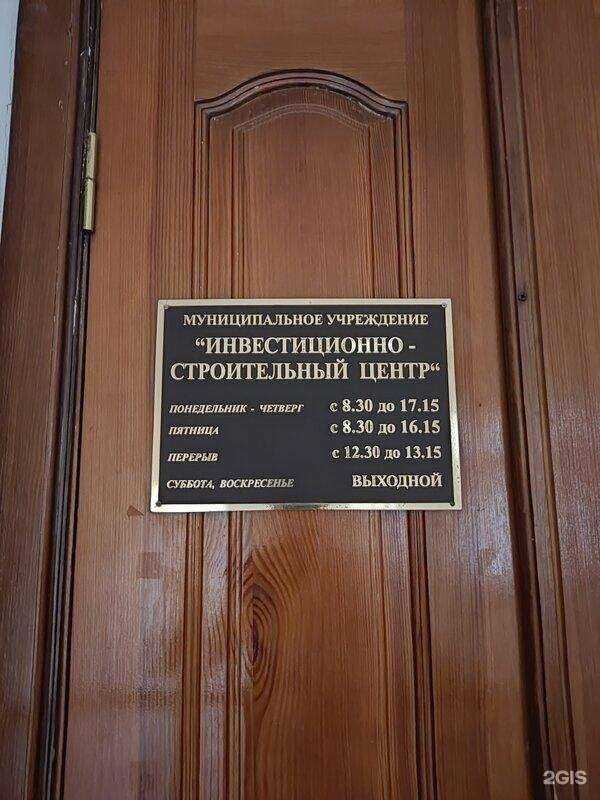 МУНИЦИПАЛЬНОЕ УЧРЕЖДЕНИЕ
“ИНВЕСТИЦИОННО -
СТРОИТЕЛЬНЫЙ ЦЕНТР“
ПОНЕДЕЛЬНИК - ЧЕТВЕРГ с 8.30 до 17.15
ПЯТНИЦА с 8.30 до 16.15
ПЕРЕРЫВ с 12.30 до 13.15
СУББОТА, ВОСКРЕСЕНЬЕ ВЫХОДНОЙ
2GIS